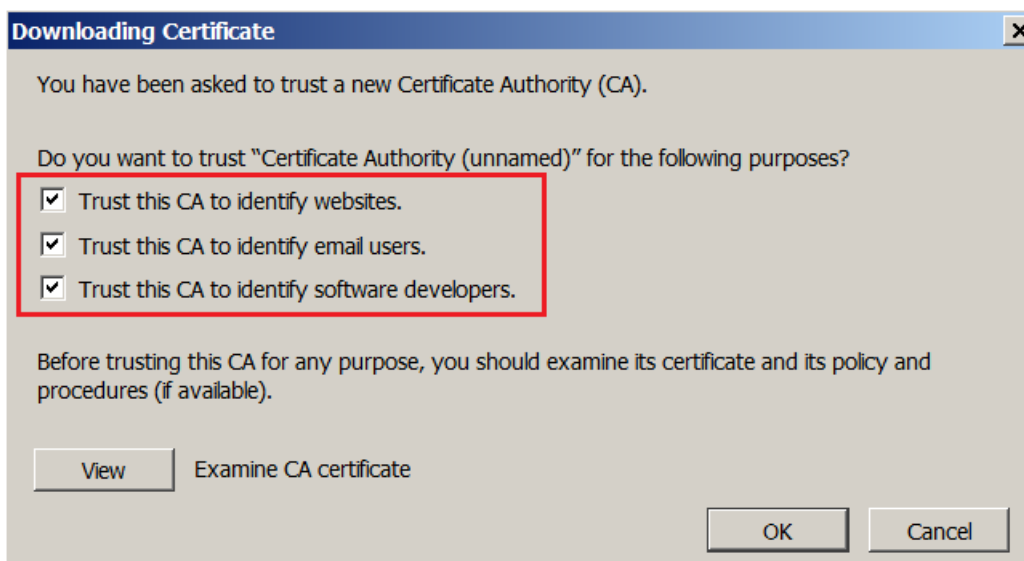 Downloading Certificate
You have been asked to trust a new Certificate Authority (CA).
Do you want to trust “Certificate Authority (unnamed)” for the following purposes?
Trust this CA to identify websites.
Trust this CA to identify email users.
Trust this CA to identify software developers.
Before trusting this CA for any purpose, you should examine its certificate and its policy and
procedures (if available).
View Examine CA certificate
OK Cancel